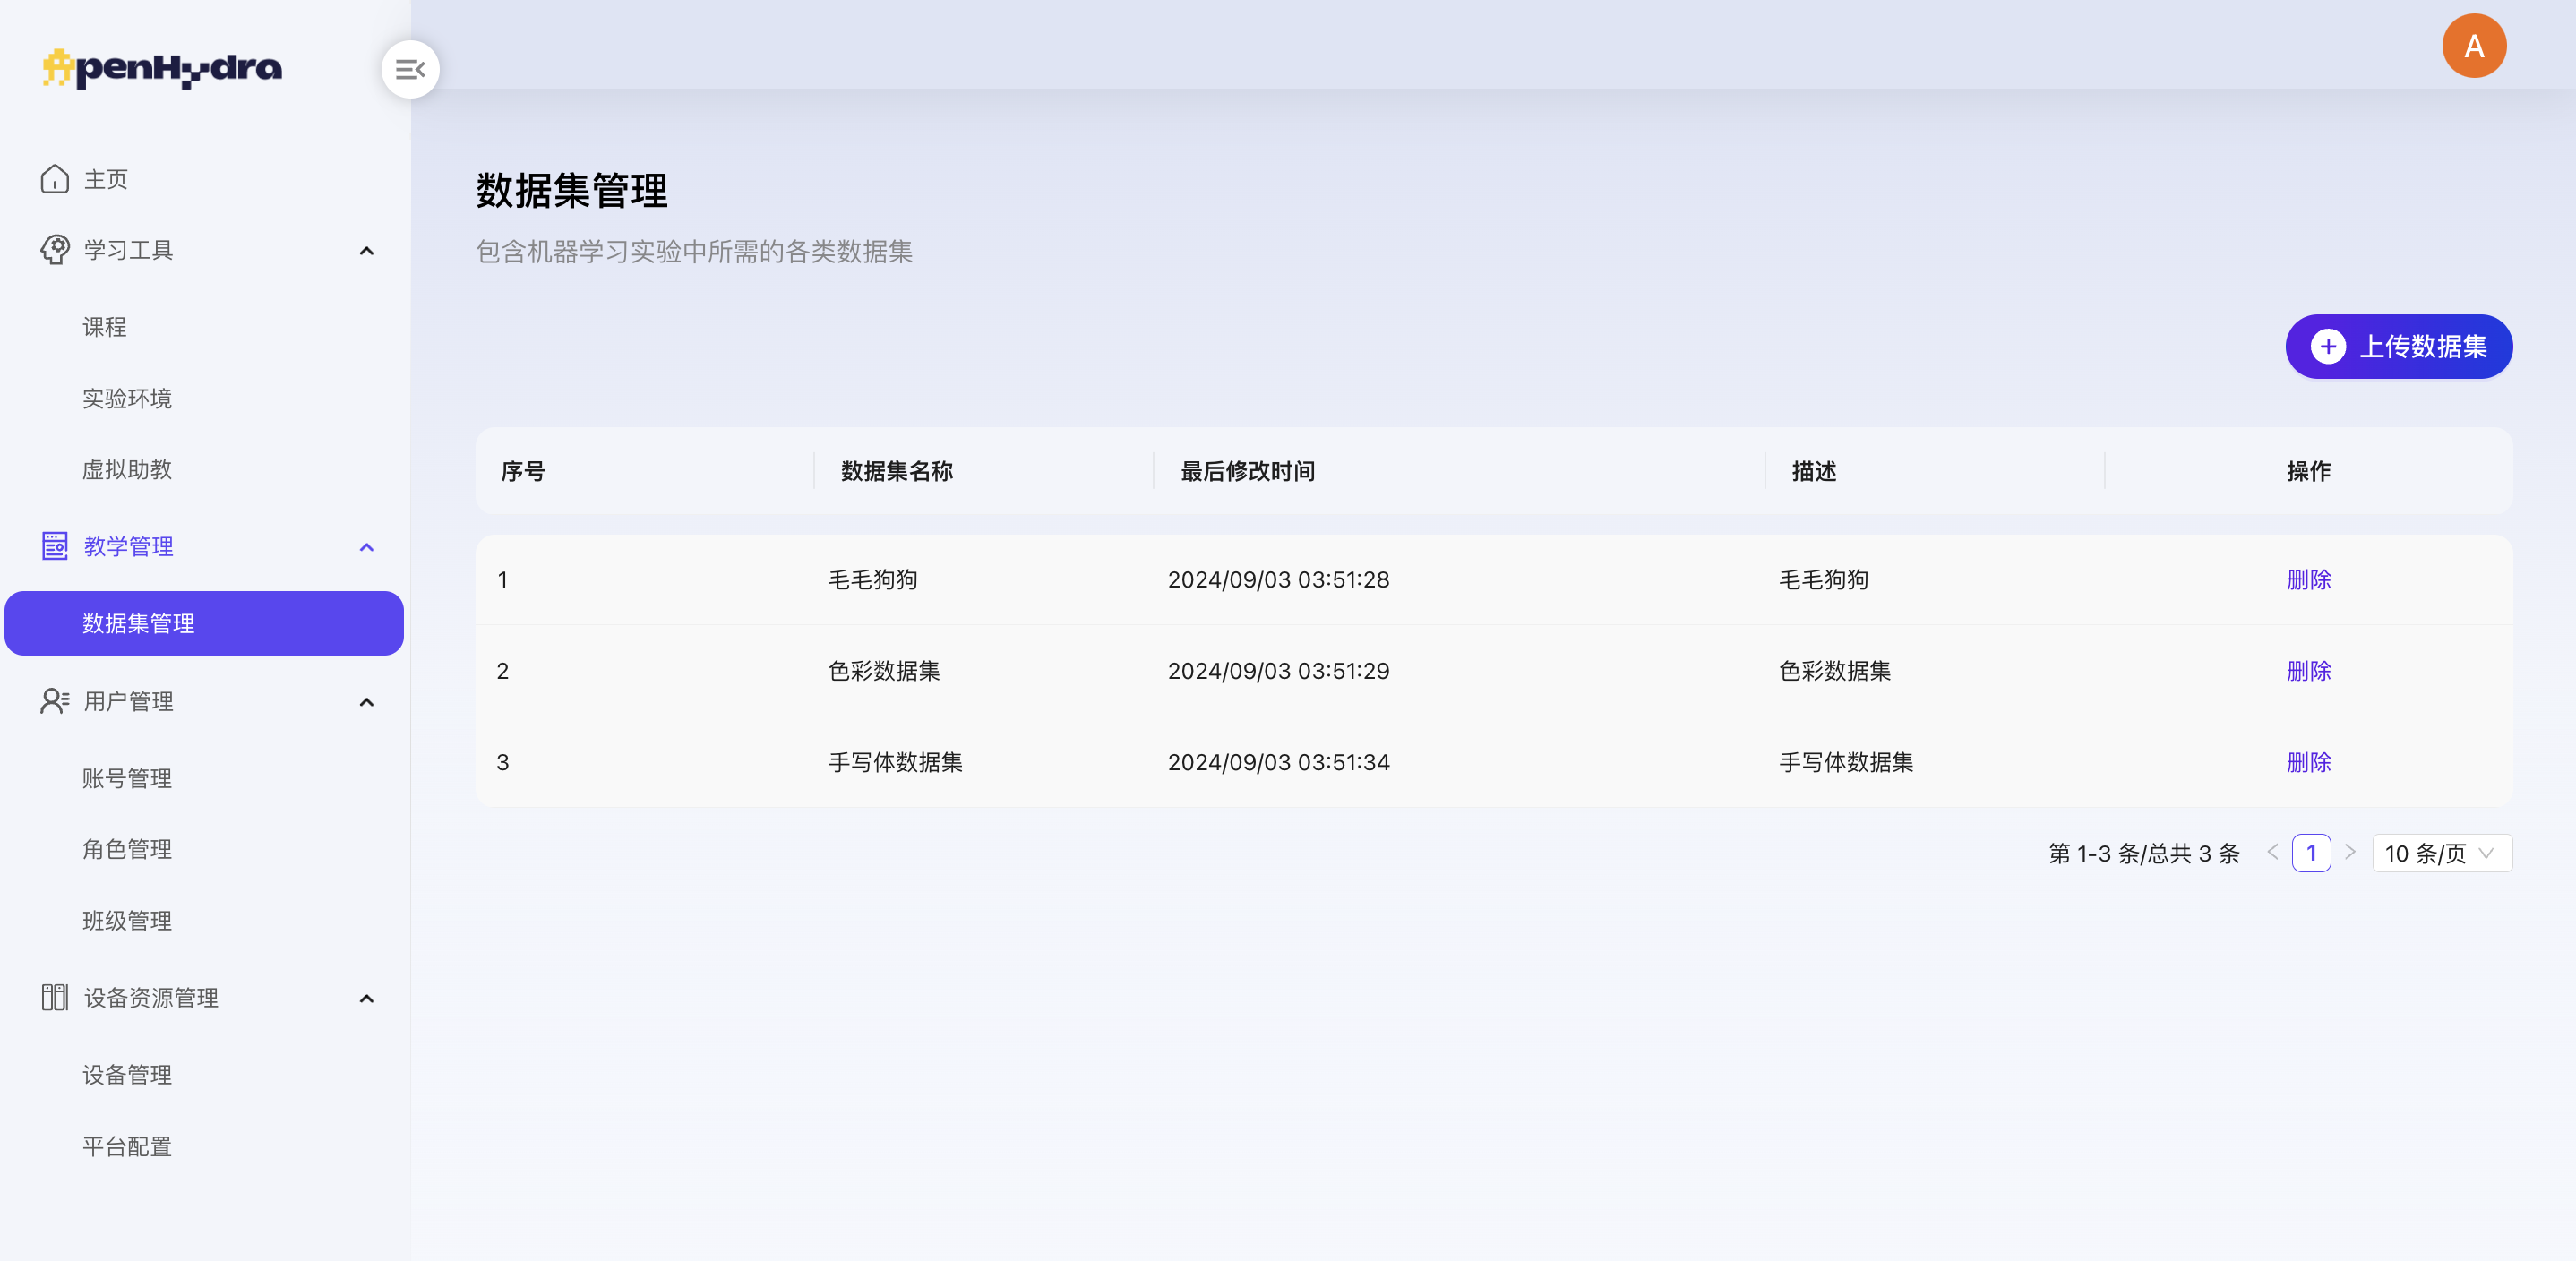 OpenHydra
A
主页
学习工具
课程
实验环境
虚拟助教
教学管理
数据集管理
用户管理
账号管理
角色管理
班级管理
设备资源管理
设备管理
平台配置
数据集管理
包含机器学习实验中所需的各类数据集
上传数据集
序号 数据集名称 最后修改时间 描述 操作
1 毛毛狗狗 2024/09/03 03:51:28 毛毛狗狗 删除
2 色彩数据集 2024/09/03 03:51:29 色彩数据集 删除
3 手写体数据集 2024/09/03 03:51:34 手写体数据集 删除
第 1-3 条/总共 3 条 1 10 条/页